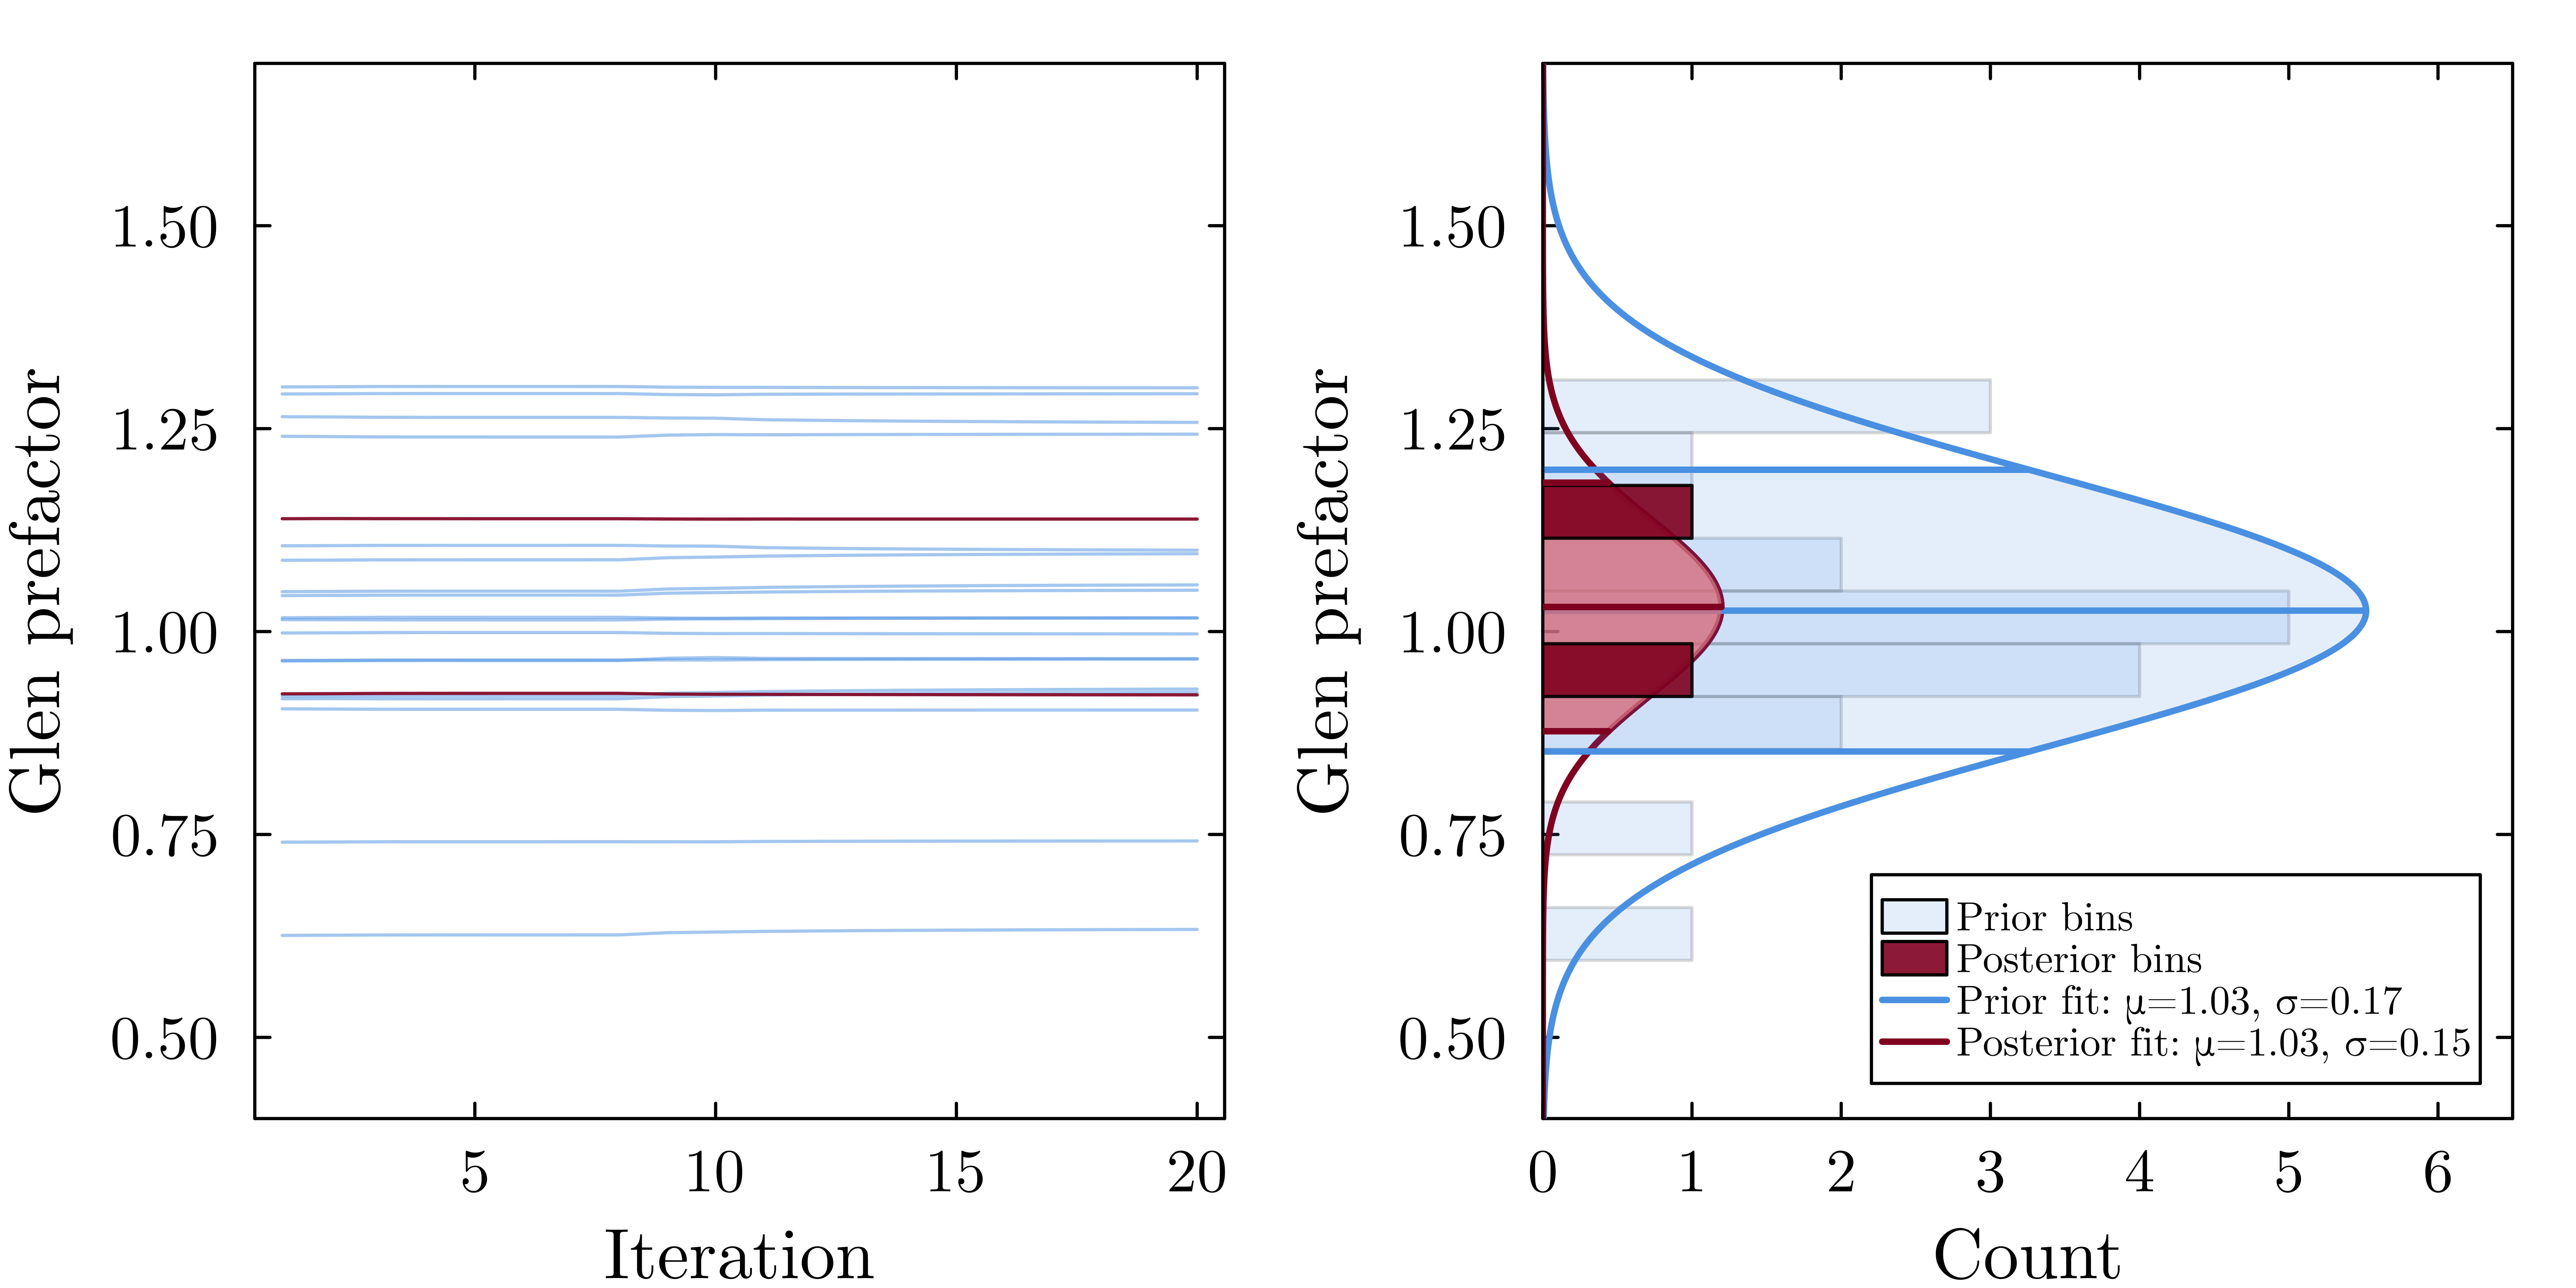 Glen prefactor
1.50
1.25
1.00
0.75
0.50
5 10 15 20
Iteration
Glen prefactor
1.50
1.25
1.00
0.75
0.50
Prior bins
Posterior bins
Prior fit: μ=1.03, σ=0.17
Posterior fit: μ=1.03, σ=0.15
0 1 2 3 4 5 6
Count